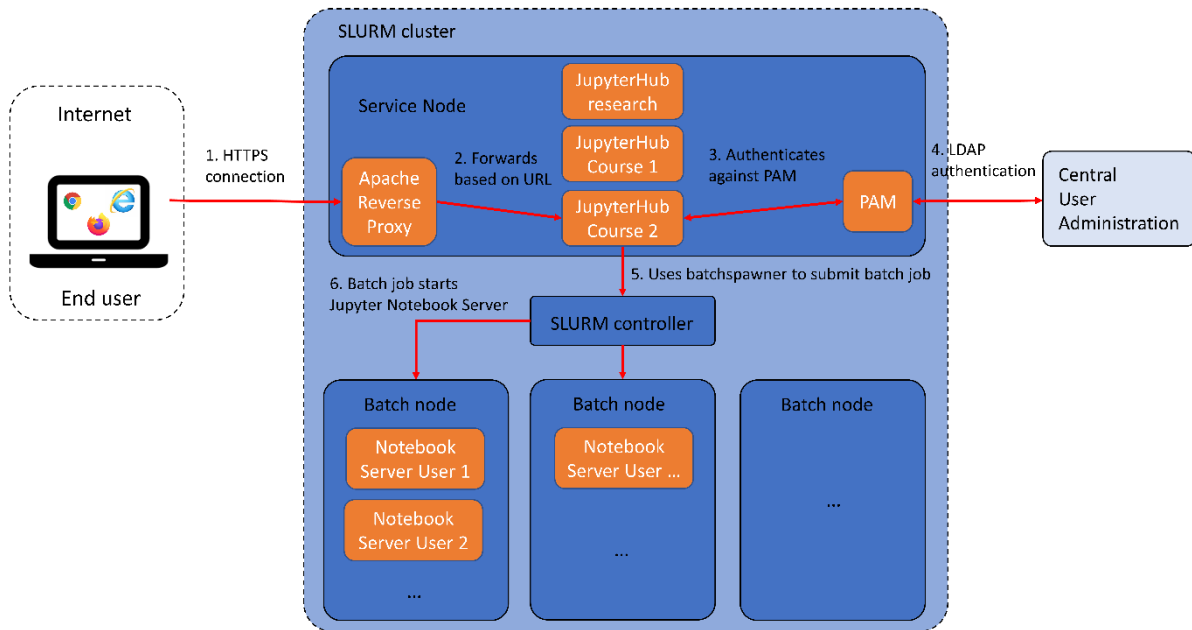 SLURM cluster
Internet
End user
1. HTTPS
connection
Service Node
Apache
Reverse
Proxy
2. Forwards
based on URL
JupyterHub
research
JupyterHub
Course 1
JupyterHub
Course 2
3. Authenticates
against PAM
PAM
4. LDAP
authentication
Central
User
Administration
5. Uses batchspawner to submit batch job
6. Batch job starts
Jupyter Notebook Server
SLURM controller
Batch node
Notebook
Server User 1
Notebook
Server User 2
...
Batch node
Notebook
Server User ...
...
Batch node
...